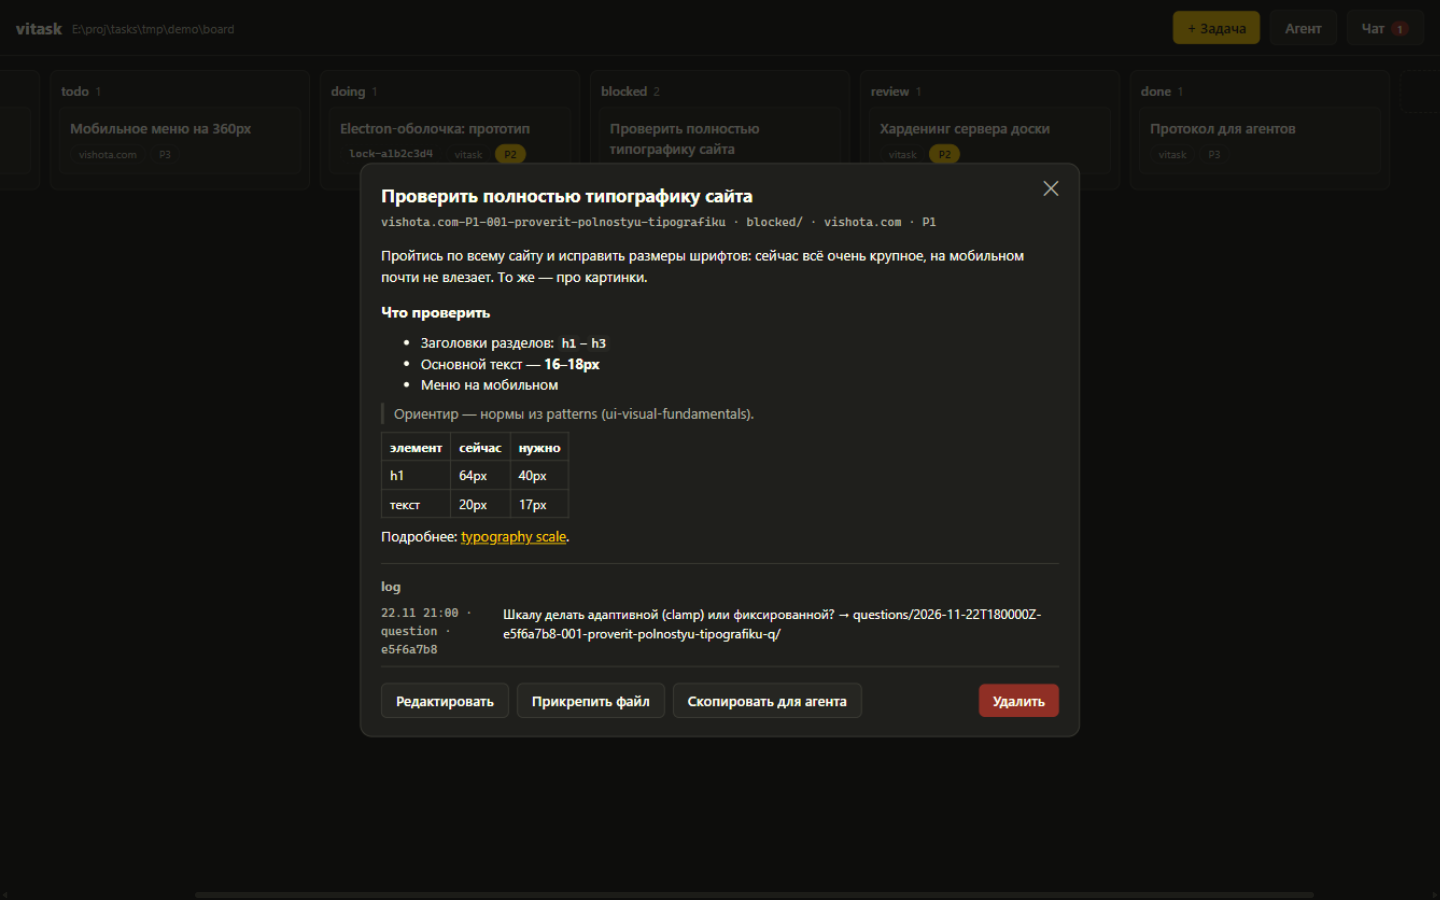 vitask E:\proj\tasks\tmp\demo\board
+ Задача Агент Чат 1
todo 1
Мобильное меню на 360px
vishota.com P3
doing 1
Electron-оболочка: прототип
lock-a1b2c3d4 vitask P2
blocked 2
Проверить полностью
типографику сайта
review 1
Харденинг сервера доски
vitask P2
done 1
Протокол для агентов
vitask P3
Проверить полностью типографику сайта
vishota.com-P1-001-proverit-polnostyu-tipografiku · blocked/ · vishota.com · P1
Пройтись по всему сайту и исправить размеры шрифтов: сейчас всё очень крупное, на мобильном
почти не влезает. То же — про картинки.
Что проверить
• Заголовки разделов: h1 – h3
• Основной текст — 16–18px
• Меню на мобильном
Ориентир — нормы из patterns (ui-visual-fundamentals).
элемент сейчас нужно
h1 64px 40px
текст 20px 17px
Подробнее: typography scale.
log
22.11 21:00 ·
question ·
e5f6a7b8
Шкалу делать адаптивной (clamp) или фиксированной? → questions/2026-11-22T180000Z-
e5f6a7b8-001-proverit-polnostyu-tipografiku-q/
Редактировать Прикрепить файл Скопировать для агента Удалить